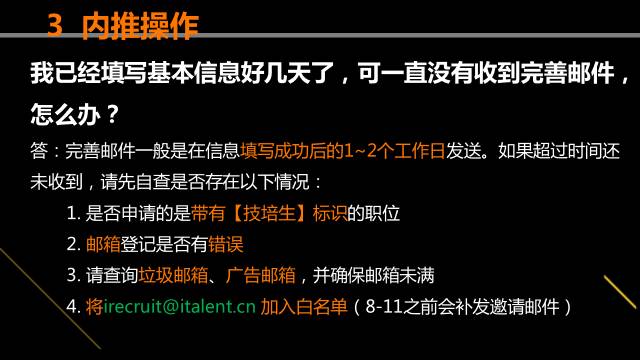 3 内推操作
我已经填写基本信息好几天了，可一直没有收到完善邮件，
怎么办？
答：完善邮件一般是在信息填写成功后的1~2个工作日发送。如果超过时间还
未收到，请先自查是否存在以下情况：
1. 是否申请的是带有【技培生】标识的职位
2. 邮箱登记是否有错误
3. 请查询垃圾邮箱、广告邮箱，并确保邮箱未满
4. 将irecruit@italent.cn 加入白名单（8-11之前会补发邀请邮件）